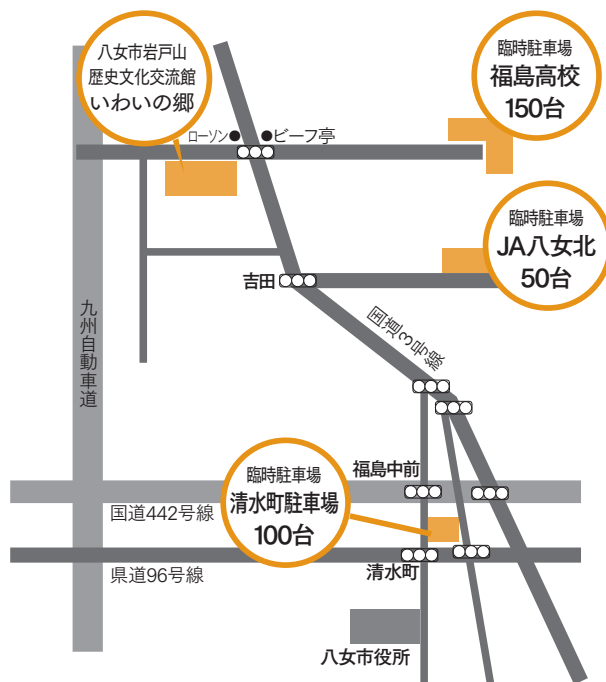 八女市岩戸山
歴史文化交流館
いわいの郷
臨時駐車場
福島高校
150台
ローソン
ビーフ亭
臨時駐車場
JA八女北
50台
吉田
国道3号線
九州自動車道
臨時駐車場
清水町駐車場
100台
福島中前
国道442号線
県道96号線
清水町
八女市役所